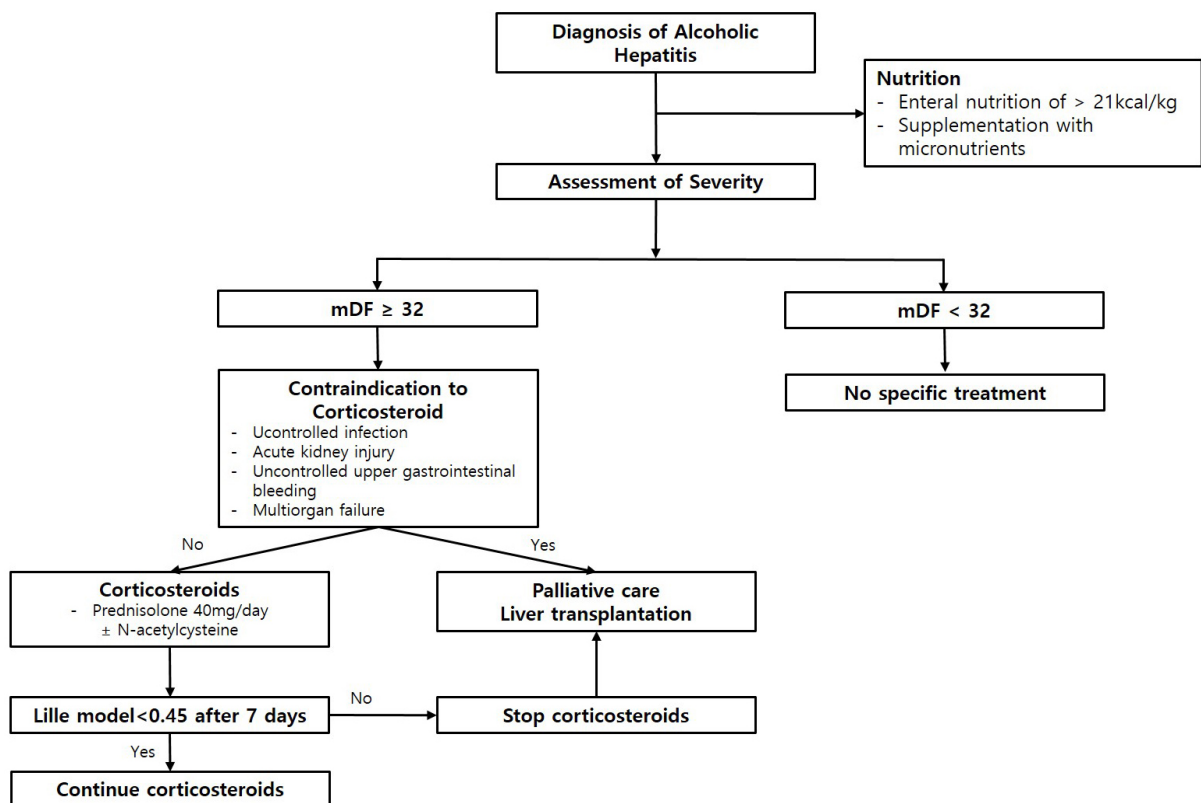 Diagnosis of Alcoholic
Hepatitis
Nutrition
- Enteral nutrition of > 21kcal/kg
- Supplementation with
micronutrients
Assessment of Severity
mDF ≥ 32
mDF < 32
Contraindication to
Corticosteroid
- Ucontrolled infection
- Acute kidney injury
- Uncontrolled upper gastrointestinal
bleeding
- Multiorgan failure
No specific treatment
No
Yes
Corticosteroids
- Prednisolone 40mg/day
± N-acetylcysteine
Palliative care
Liver transplantation
Lille model<0.45 after 7 days
No
Stop corticosteroids
Yes
Continue corticosteroids